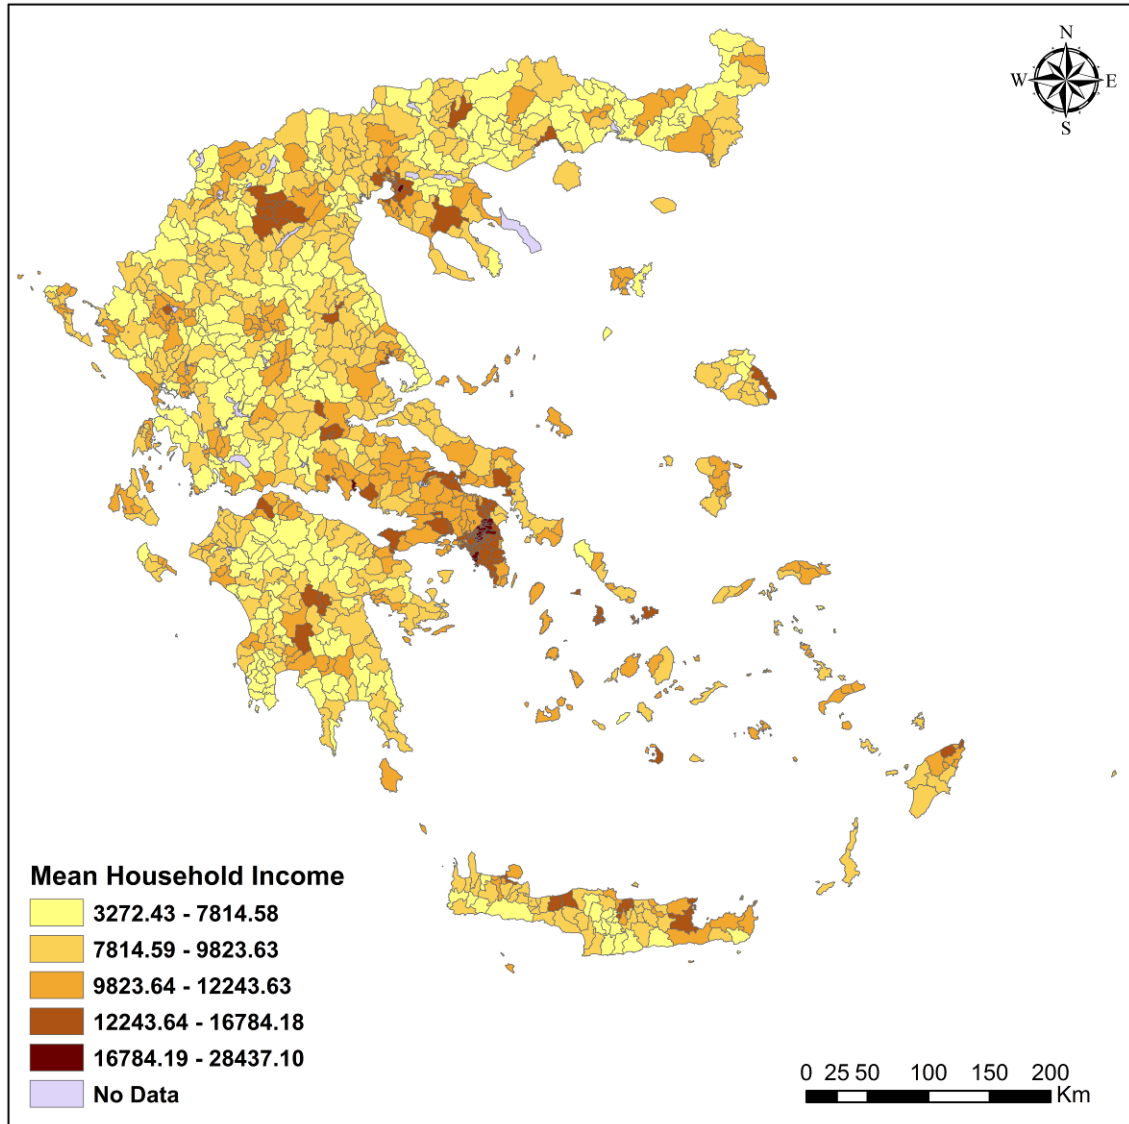 N
W E
S
Mean Household Income
3272.43 - 7814.58
7814.59 - 9823.63
9823.64 - 12243.63
12243.64 - 16784.18
16784.19 - 28437.10
No Data
0 25 50 100 150 200
Km